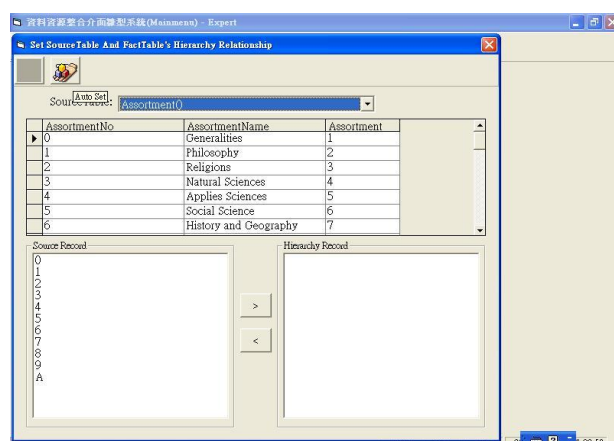 資料資源整合介面雛型系統(Mainmenu) - Expert
Set SourceTable And FactTable's Hierarchy Relationship
Auto Set
Assortment()
AssortmentNo AssortmentName Assortment
0 Generalities 1
1 Philosophy 2
2 Religions 3
3 Natural Sciences 4
4 Applies Sciences 5
5 Social Science 6
6 History and Geography 7
Source Record
Hierarchy Record
0
1
2
3
4
5
6
7
8
9
A
>
<